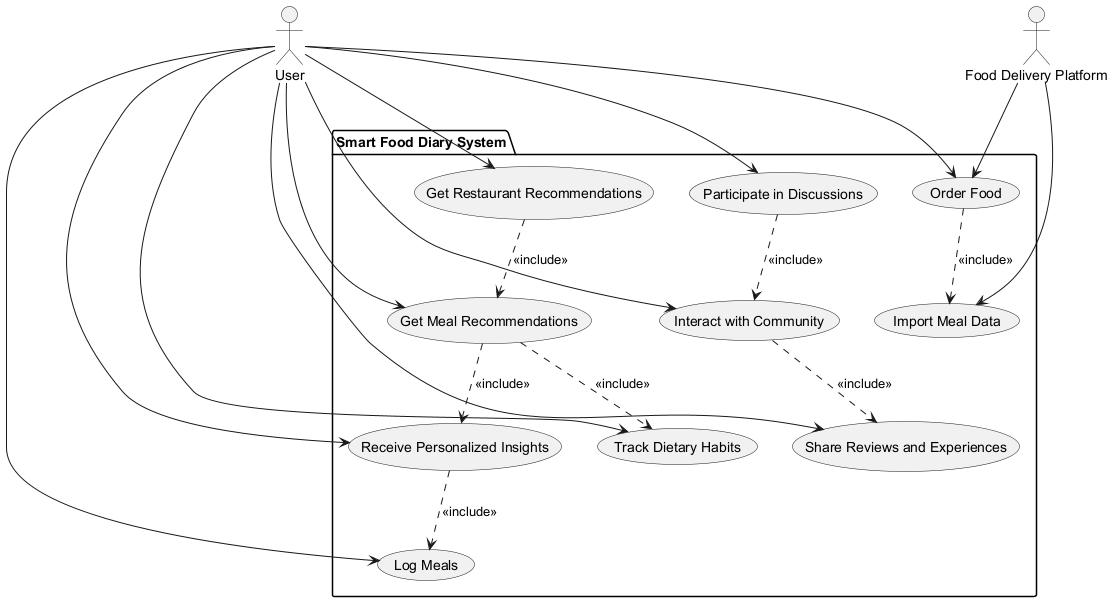 User
Food Delivery Platform
Smart Food Diary System
Get Restaurant Recommendations
Participate in Discussions
Order Food
«include»
«include»
«include»
Get Meal Recommendations
Interact with Community
Import Meal Data
«include»
«include»
«include»
Receive Personalized Insights
Track Dietary Habits
Share Reviews and Experiences
«include»
Log Meals